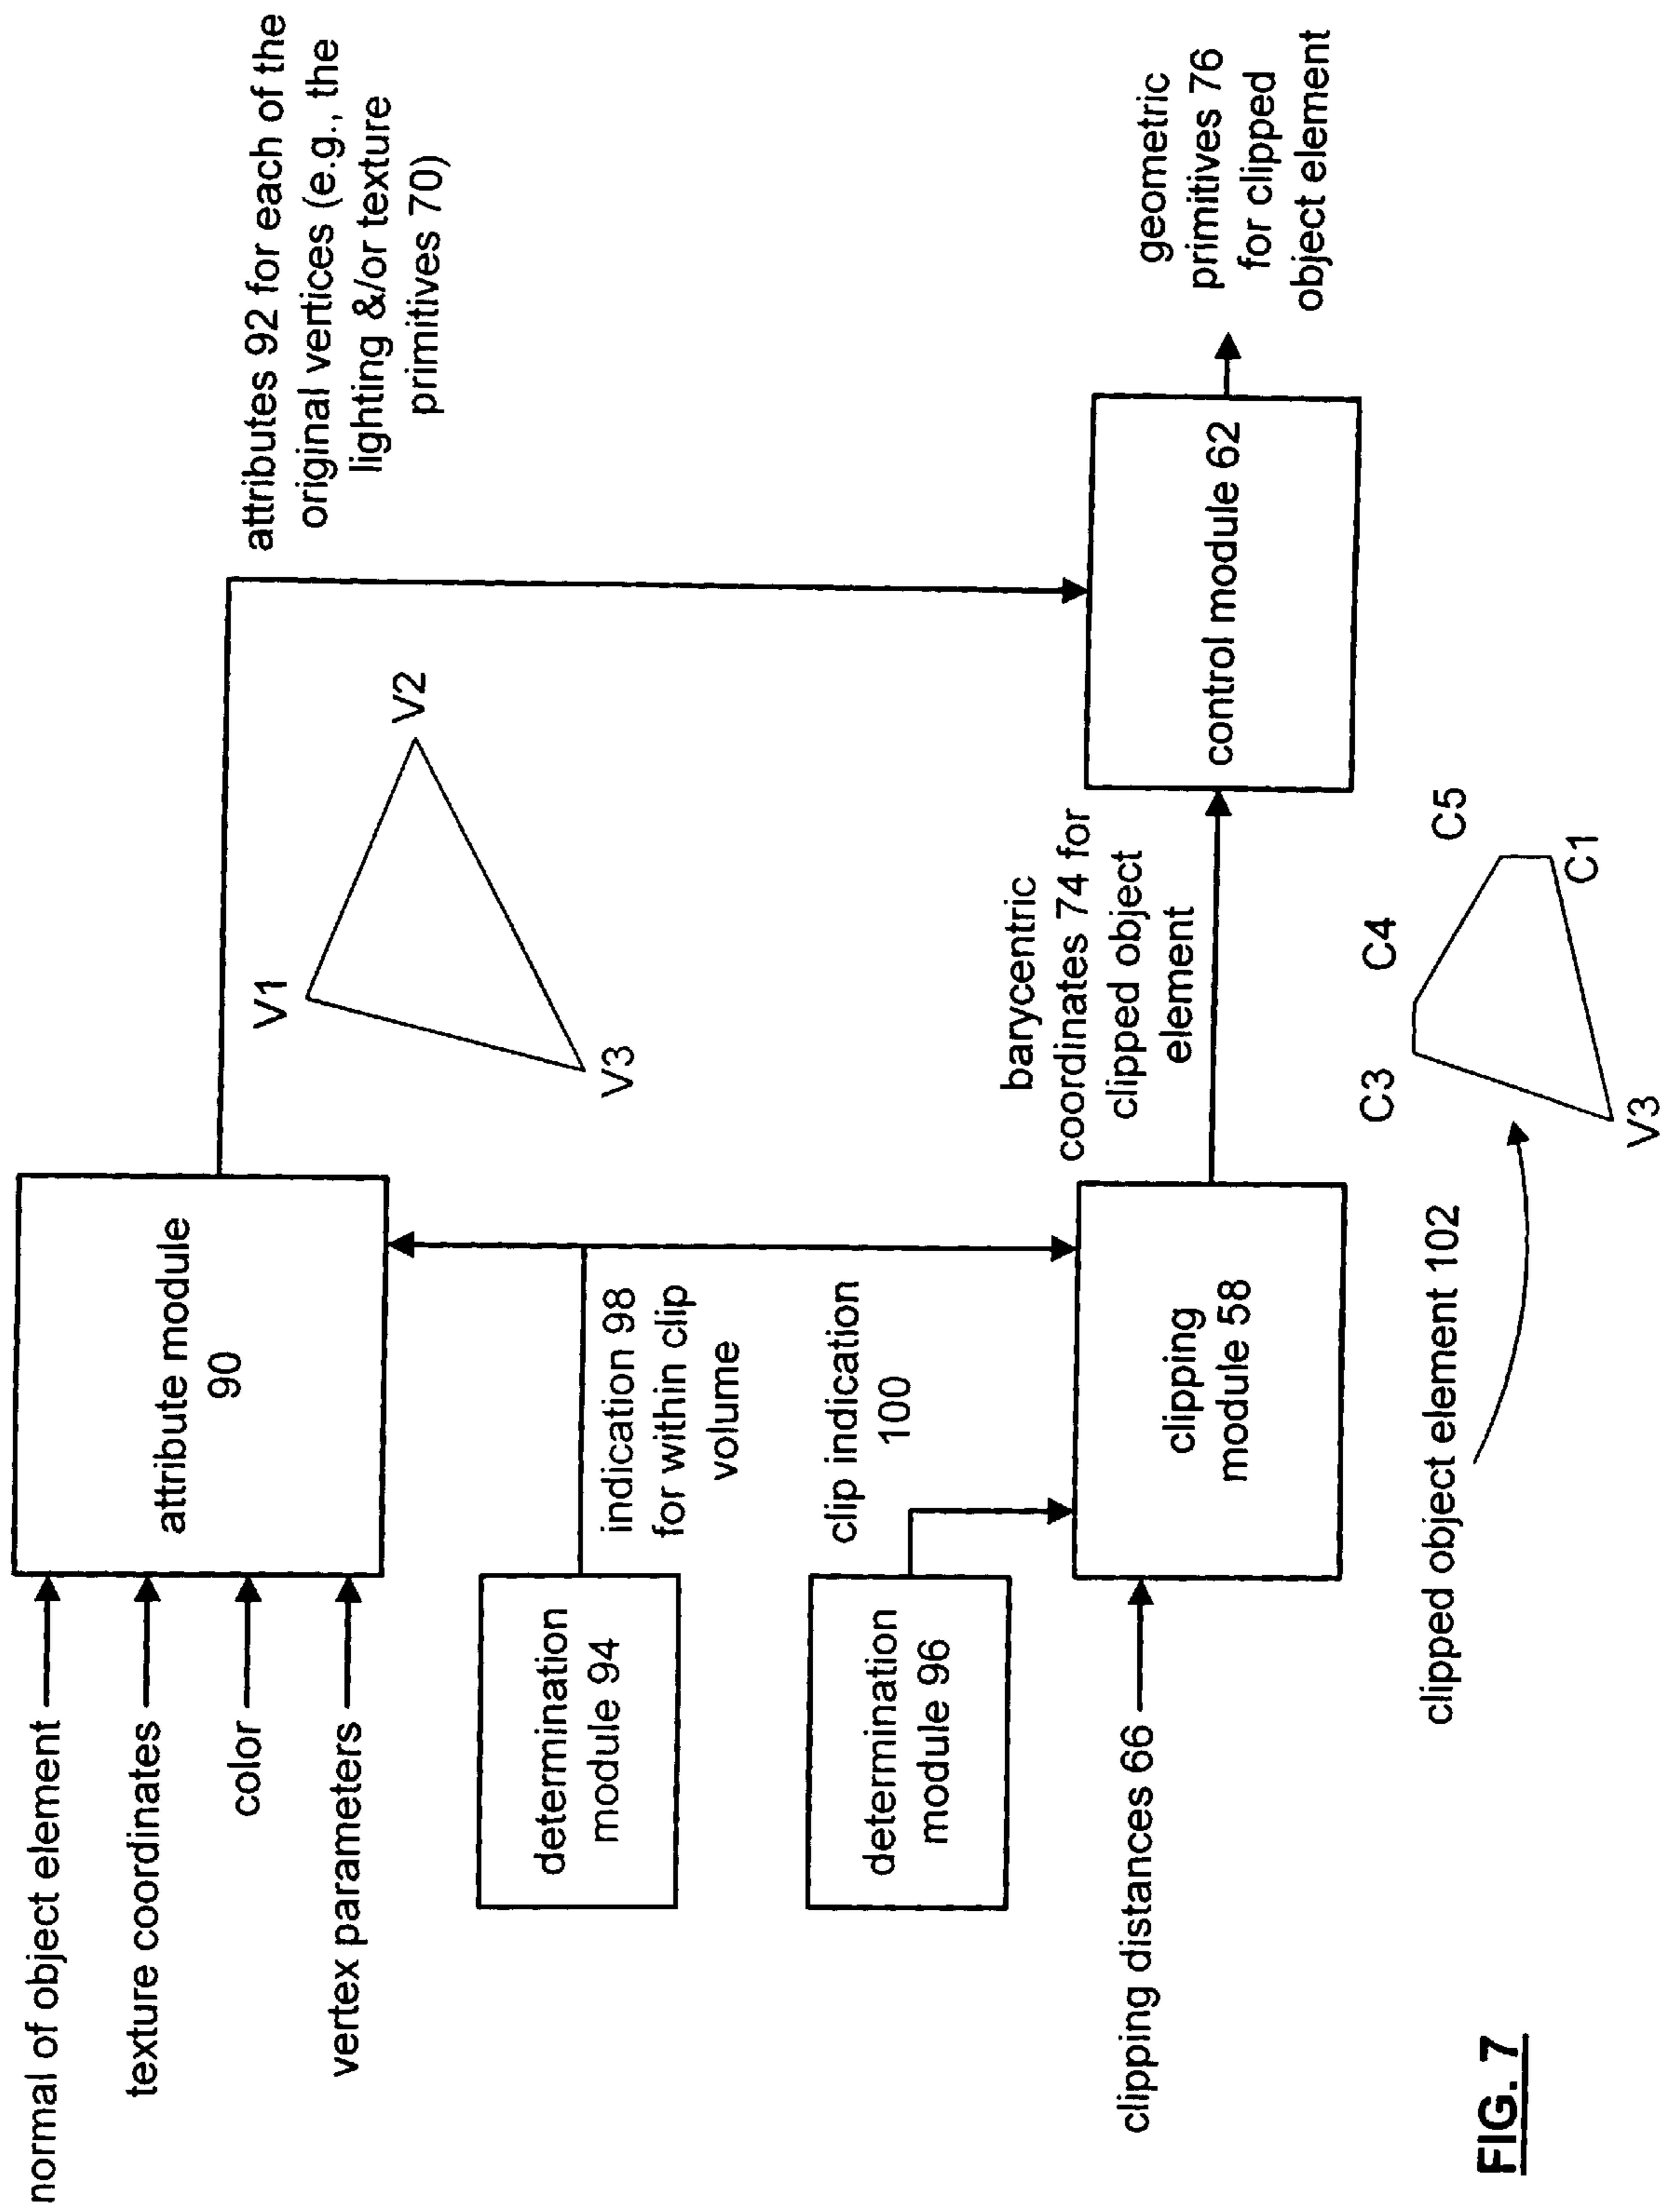 normal of object element
texture coordinates
color
vertex parameters
attribute module
90
attributes 92 for each of the
original vertices (e.g., the
lighting &/or texture
primitives 70)
V1
V2
V3
determination
module 94
indication 98
for within clip
volume
determination
module 96
clip indication
100
clipping distances 66
clipping
module 58
barycentric
coordinates 74 for
clipped object
element
control module 62
geometric
primitives 76
for clipped
object element
clipped object element 102
C3
C4
C5
C1
V3
FIG. 7